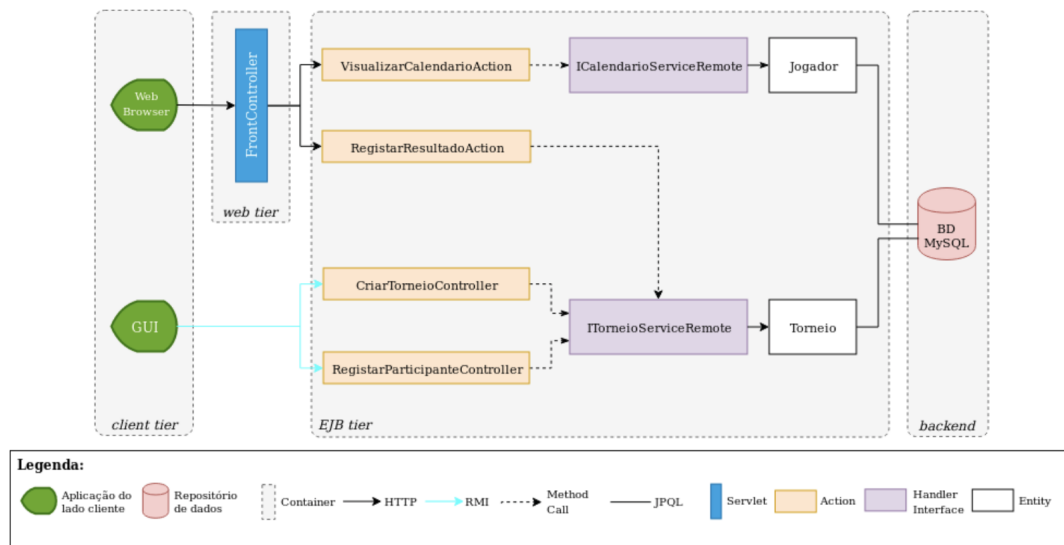 Web
Browser
FrontController
web tier
VisualizarCalendarioAction
ICalendarioServiceRemote
Jogador
RegistarResultadoAction
BD
MySQL
CriarTorneioController
GUI
ITorneioServiceRemote
Torneio
RegistarParticipanteController
client tier
EJB tier
backend
Legenda:
Aplicação do
lado cliente
Repositório
de dados
Container
HTTP
RMI
Method
Call
JPQL
Servlet
Action
Handler
Interface
Entity